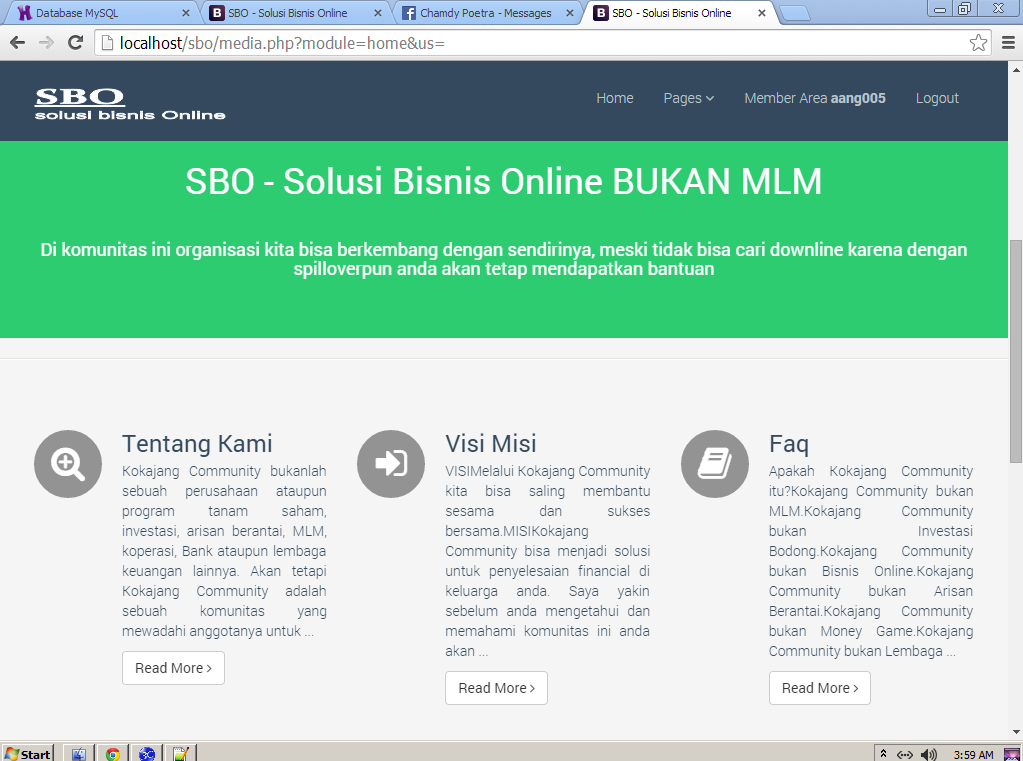 Database MySQL
SBO - Solusi Bisnis Online
Chamdy Poetra - Messages
SBO - Solusi Bisnis Online
localhost/sbo/media.php?module=home&us=
SBO
solusi bisnis Online
Home
Pages
Member Area aang005
Logout
SBO - Solusi Bisnis Online BUKAN MLM
Di komunitas ini organisasi kita bisa berkembang dengan sendirinya, meski tidak bisa cari downline karena dengan
spilloverpun anda akan tetap mendapatkan bantuan
Tentang Kami
Kokajang Community bukanlah
sebuah perusahaan ataupun
program tanam saham,
investasi, arisan berantai, MLM,
koperasi, Bank ataupun lembaga
keuangan lainnya. Akan tetapi
Kokajang Community adalah
sebuah komunitas yang
mewadahi anggotanya untuk ...
Read More
Visi Misi
VISIMelalui Kokajang Community
kita bisa saling membantu
sesama dan sukses
bersama.MISIKokajang
Community bisa menjadi solusi
untuk penyelesaian financial di
keluarga anda. Saya yakin
sebelum anda mengetahui dan
memahami komunitas ini anda
akan ...
Read More
Faq
Apakah Kokajang Community
itu?Kokajang Community bukan
MLM.Kokajang Community
bukan Investasi
Bodong.Kokajang Community
bukan Bisnis Online.Kokajang
Community bukan Arisan
Berantai.Kokajang Community
bukan Money Game.Kokajang
Community bukan Lembaga ...
Read More
Start
3:59 AM